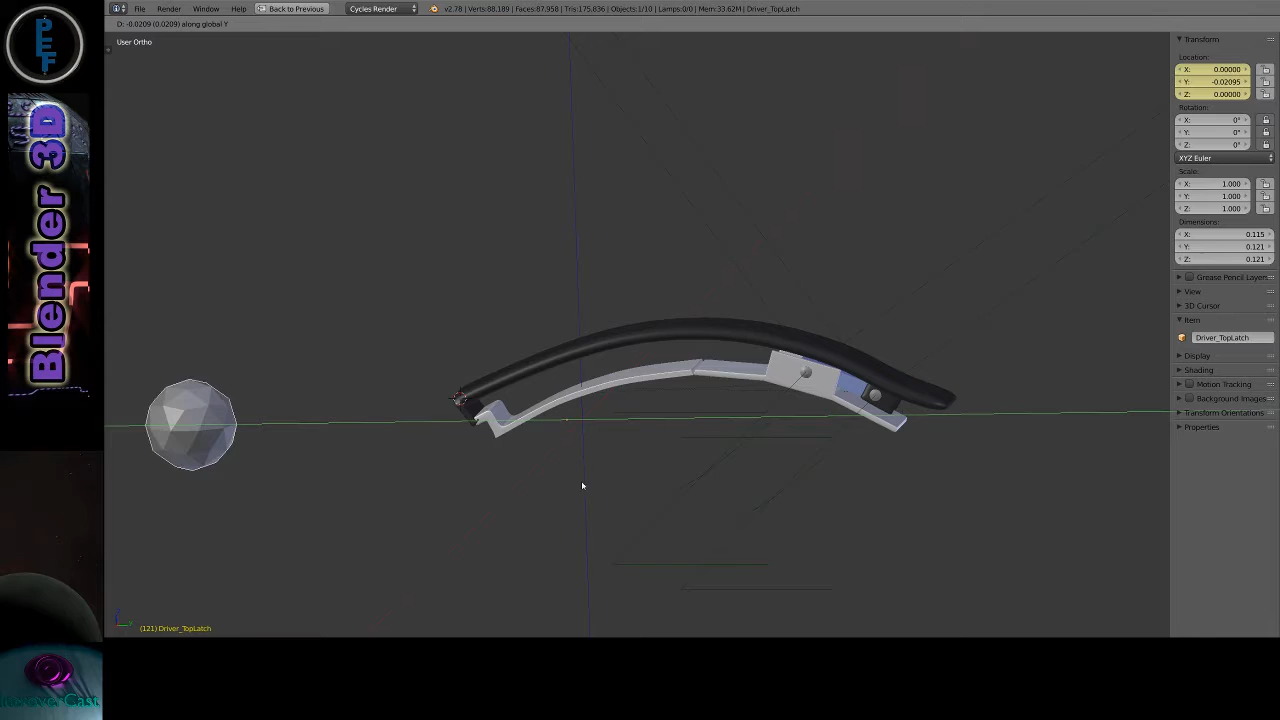 File Render Window Help Back to Previous Cycles Render v2.78 | Verts:88,189 | Faces:87,958 | Tris:175,836 | Objects:1/10 | Lamps:0/0 | Mem:33.62M | Driver_TopLatch
D: -0.0209 (0.0209) along global Y
User Ortho
PEF
Blender 3D
(121) Driver_TopLatch
Transform
Location:
X: 0.00000
Y: -0.02095
Z: 0.00000
Rotation:
X: 0°
Y: 0°
Z: 0°
XYZ Euler
Scale:
X: 1.000
Y: 1.000
Z: 1.000
Dimensions:
X: 0.115
Y: 0.121
Z: 0.121
Grease Pencil Layer
View
3D Cursor
Item
Driver_TopLatch
Display
Shading
Motion Tracking
Background Images
Transform Orientations
Properties